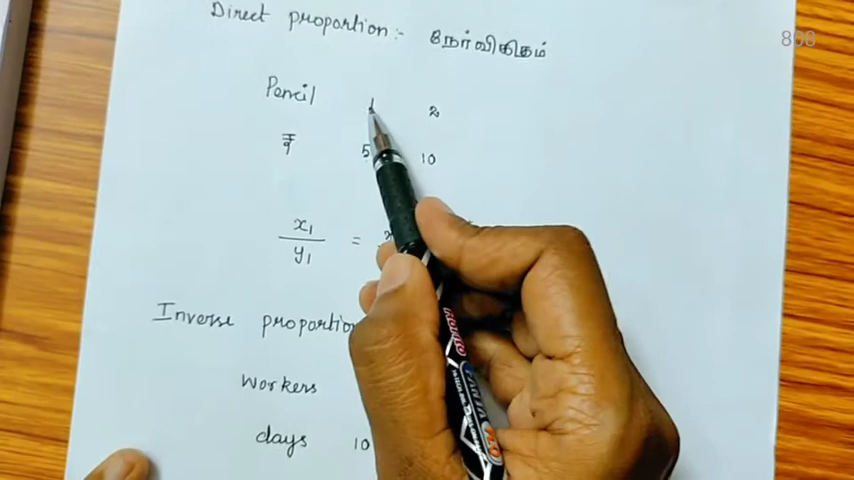 Direct proportion :- நேர்விகிதம்
Pencil 1 2
₹ 5 10
x₁/y₁ =
Inverse proportion
Workers
days 10
808